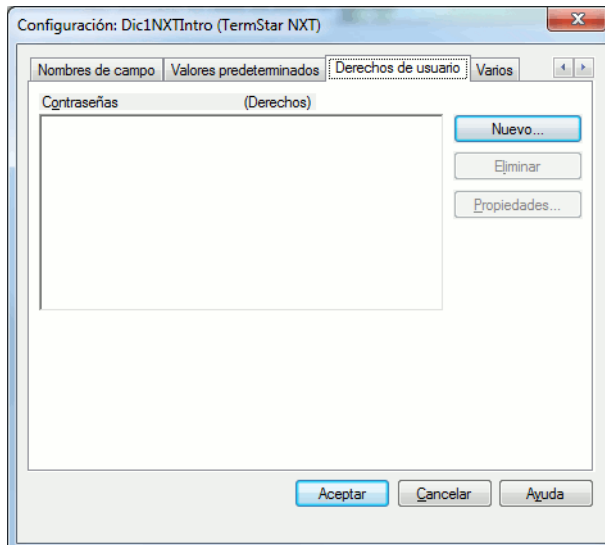 Configuración: Dic1NXTIntro (TermStar NXT)
Nombres de campo Valores predeterminados Derechos de usuario Varios
Contraseñas (Derechos)
Nuevo...
Eliminar
Propiedades...
Aceptar Cancelar Ayuda